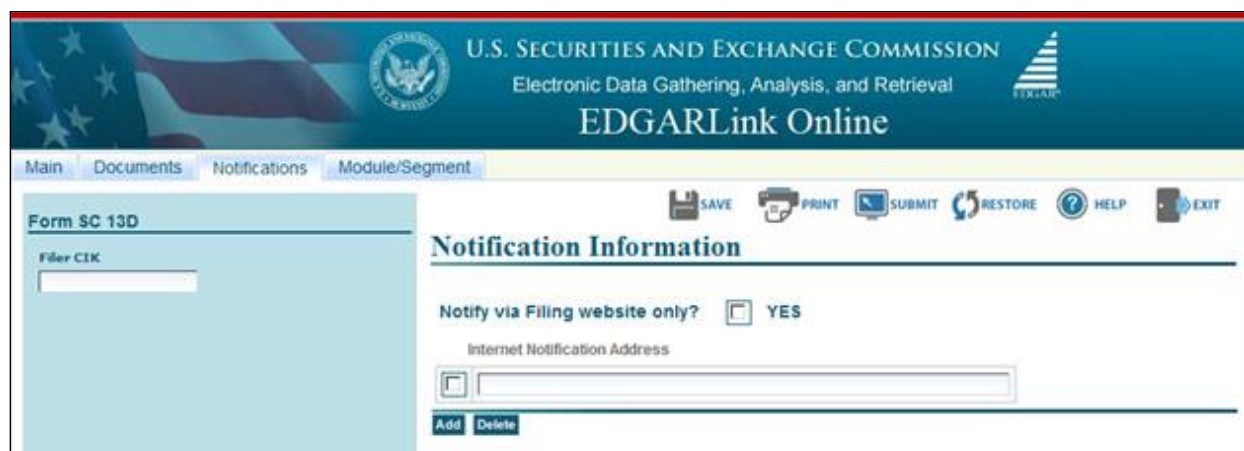 U.S. SECURITIES AND EXCHANGE COMMISSION
Electronic Data Gathering, Analysis, and Retrieval
EDGAR
EDGARLink Online
Main Documents Notifications Module/Segment
SAVE PRINT SUBMIT RESTORE HELP EXIT
Form SC 13D
Filer CIK
Notification Information
Notify via Filing website only? YES
Internet Notification Address
Add Delete